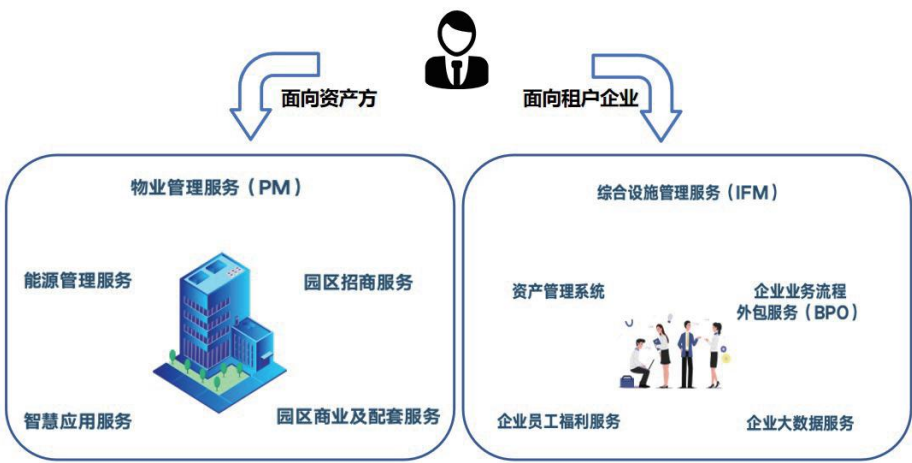 面向资产方
面向租户企业
物业管理服务（PM）
能源管理服务
园区招商服务
智慧应用服务
园区商业及配套服务
综合设施管理服务（IFM）
资产管理系统
企业业务流程
外包服务（BPO）
企业员工福利服务
企业大数据服务